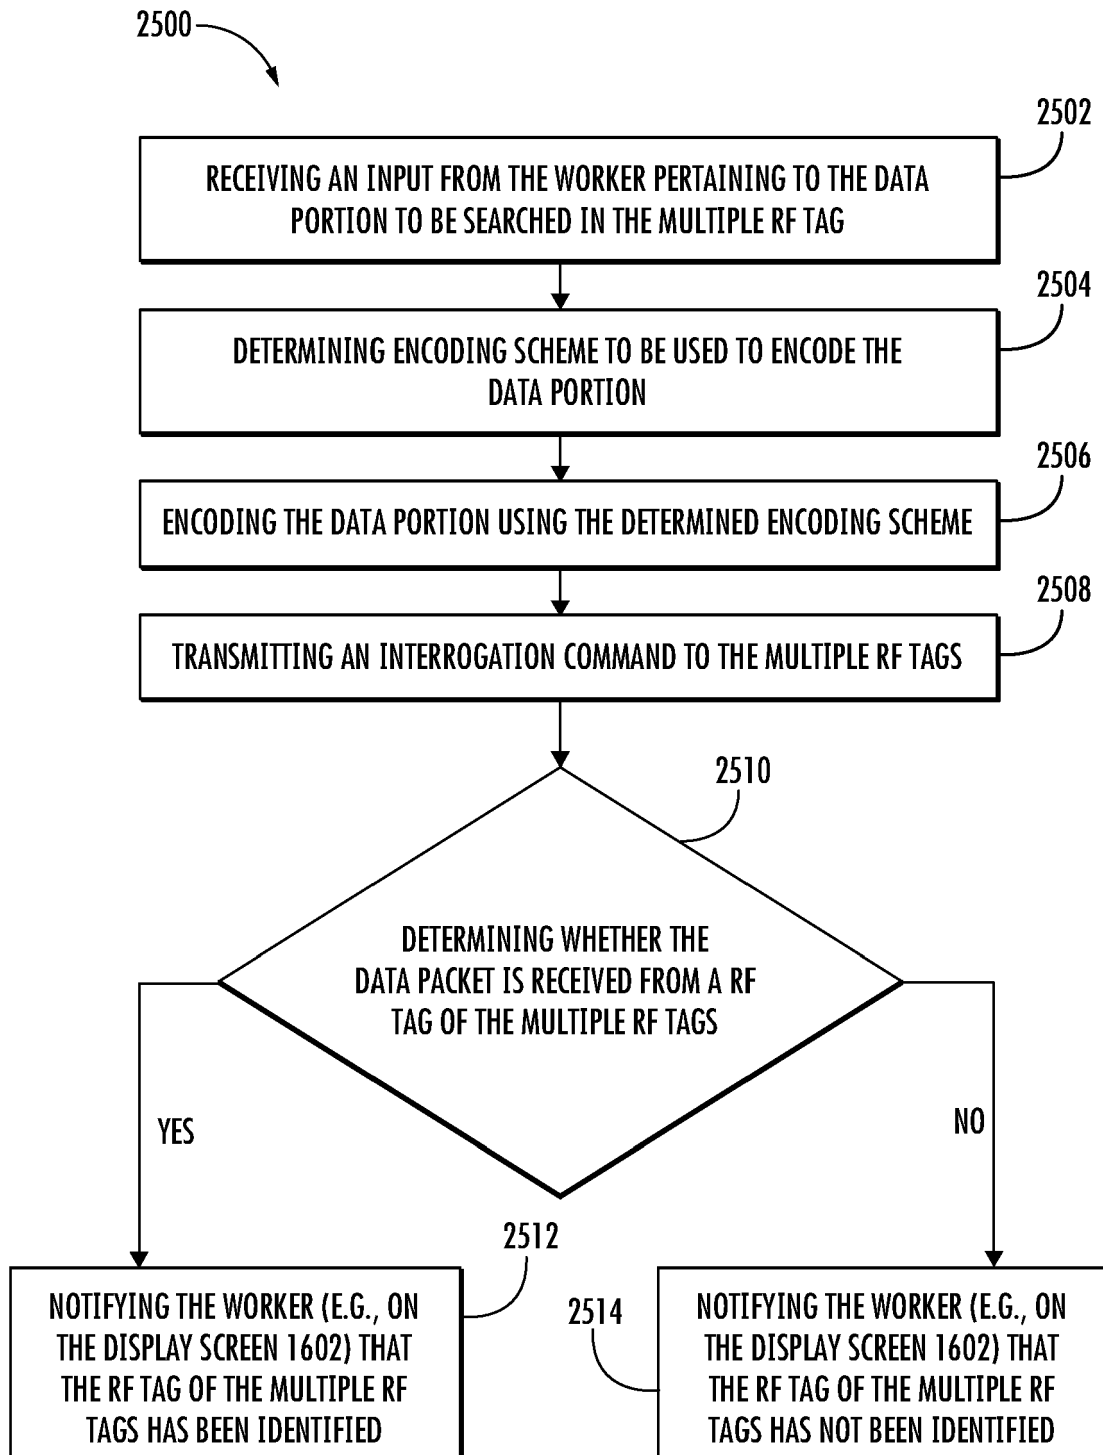 2500
2502
RECEIVING AN INPUT FROM THE WORKER PERTAINING TO THE DATA
PORTION TO BE SEARCHED IN THE MULTIPLE RF TAG
2504
DETERMINING ENCODING SCHEME TO BE USED TO ENCODE THE
DATA PORTION
2506
ENCODING THE DATA PORTION USING THE DETERMINED ENCODING SCHEME
2508
TRANSMITTING AN INTERROGATION COMMAND TO THE MULTIPLE RF TAGS
2510
DETERMINING WHETHER THE
DATA PACKET IS RECEIVED FROM A RF
TAG OF THE MULTIPLE RF TAGS
YES
NO
2512
NOTIFYING THE WORKER (E.G., ON
THE DISPLAY SCREEN 1602) THAT
THE RF TAG OF THE MULTIPLE RF
TAGS HAS BEEN IDENTIFIED
2514
NOTIFYING THE WORKER (E.G., ON
THE DISPLAY SCREEN 1602) THAT
THE RF TAG OF THE MULTIPLE RF
TAGS HAS NOT BEEN IDENTIFIED